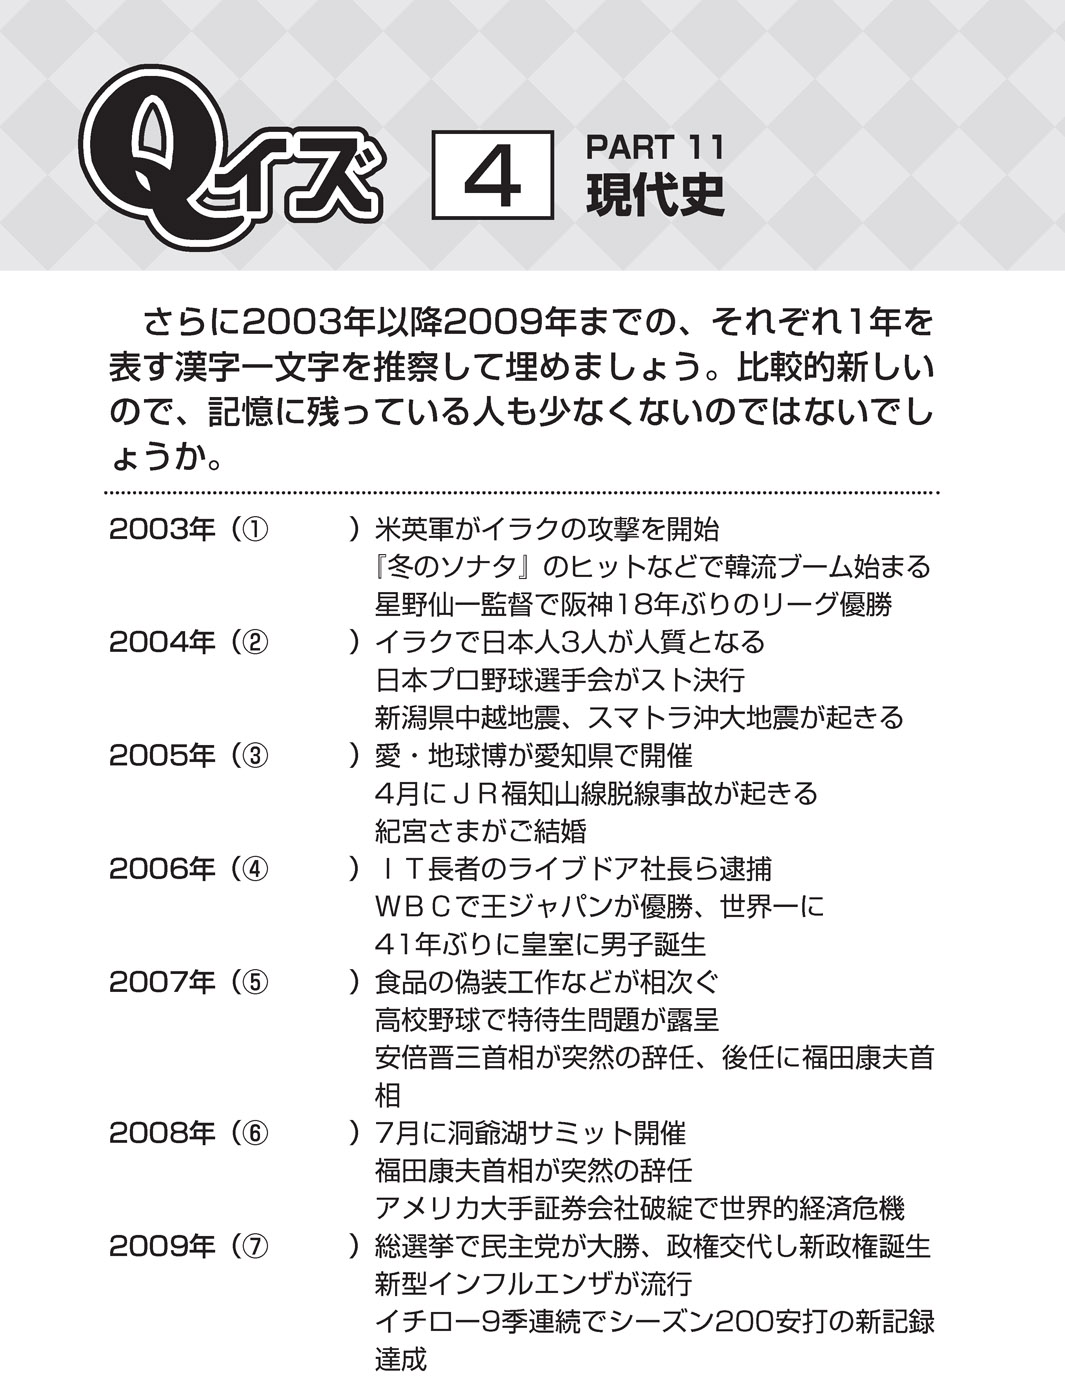 Qイズ
4
PART 11
現代史
さらに2003年以降2009年までの、それぞれ1年を
表す漢字一文字を推察して埋めましょう。比較的新しい
ので、記憶に残っている人も少なくないのではないでし
ょうか。
2003年（① ）米英軍がイラクの攻撃を開始
『冬のソナタ』のヒットなどで韓流ブーム始まる
星野仙一監督で阪神18年ぶりのリーグ優勝
2004年（② ）イラクで日本人3人が人質となる
日本プロ野球選手会がスト決行
新潟県中越地震、スマトラ沖大地震が起きる
2005年（③ ）愛・地球博が愛知県で開催
4月にＪＲ福知山線脱線事故が起きる
紀宮さまがご結婚
2006年（④ ）ＩＴ長者のライブドア社長ら逮捕
ＷＢＣで王ジャパンが優勝、世界一に
41年ぶりに皇室に男子誕生
2007年（⑤ ）食品の偽装工作などが相次ぐ
高校野球で特待生問題が露呈
安倍晋三首相が突然の辞任、後任に福田康夫首
相
2008年（⑥ ）7月に洞爺湖サミット開催
福田康夫首相が突然の辞任
アメリカ大手証券会社破綻で世界的経済危機
2009年（⑦ ）総選挙で民主党が大勝、政権交代し新政権誕生
新型インフルエンザが流行
イチロー9季連続でシーズン200安打の新記録
達成